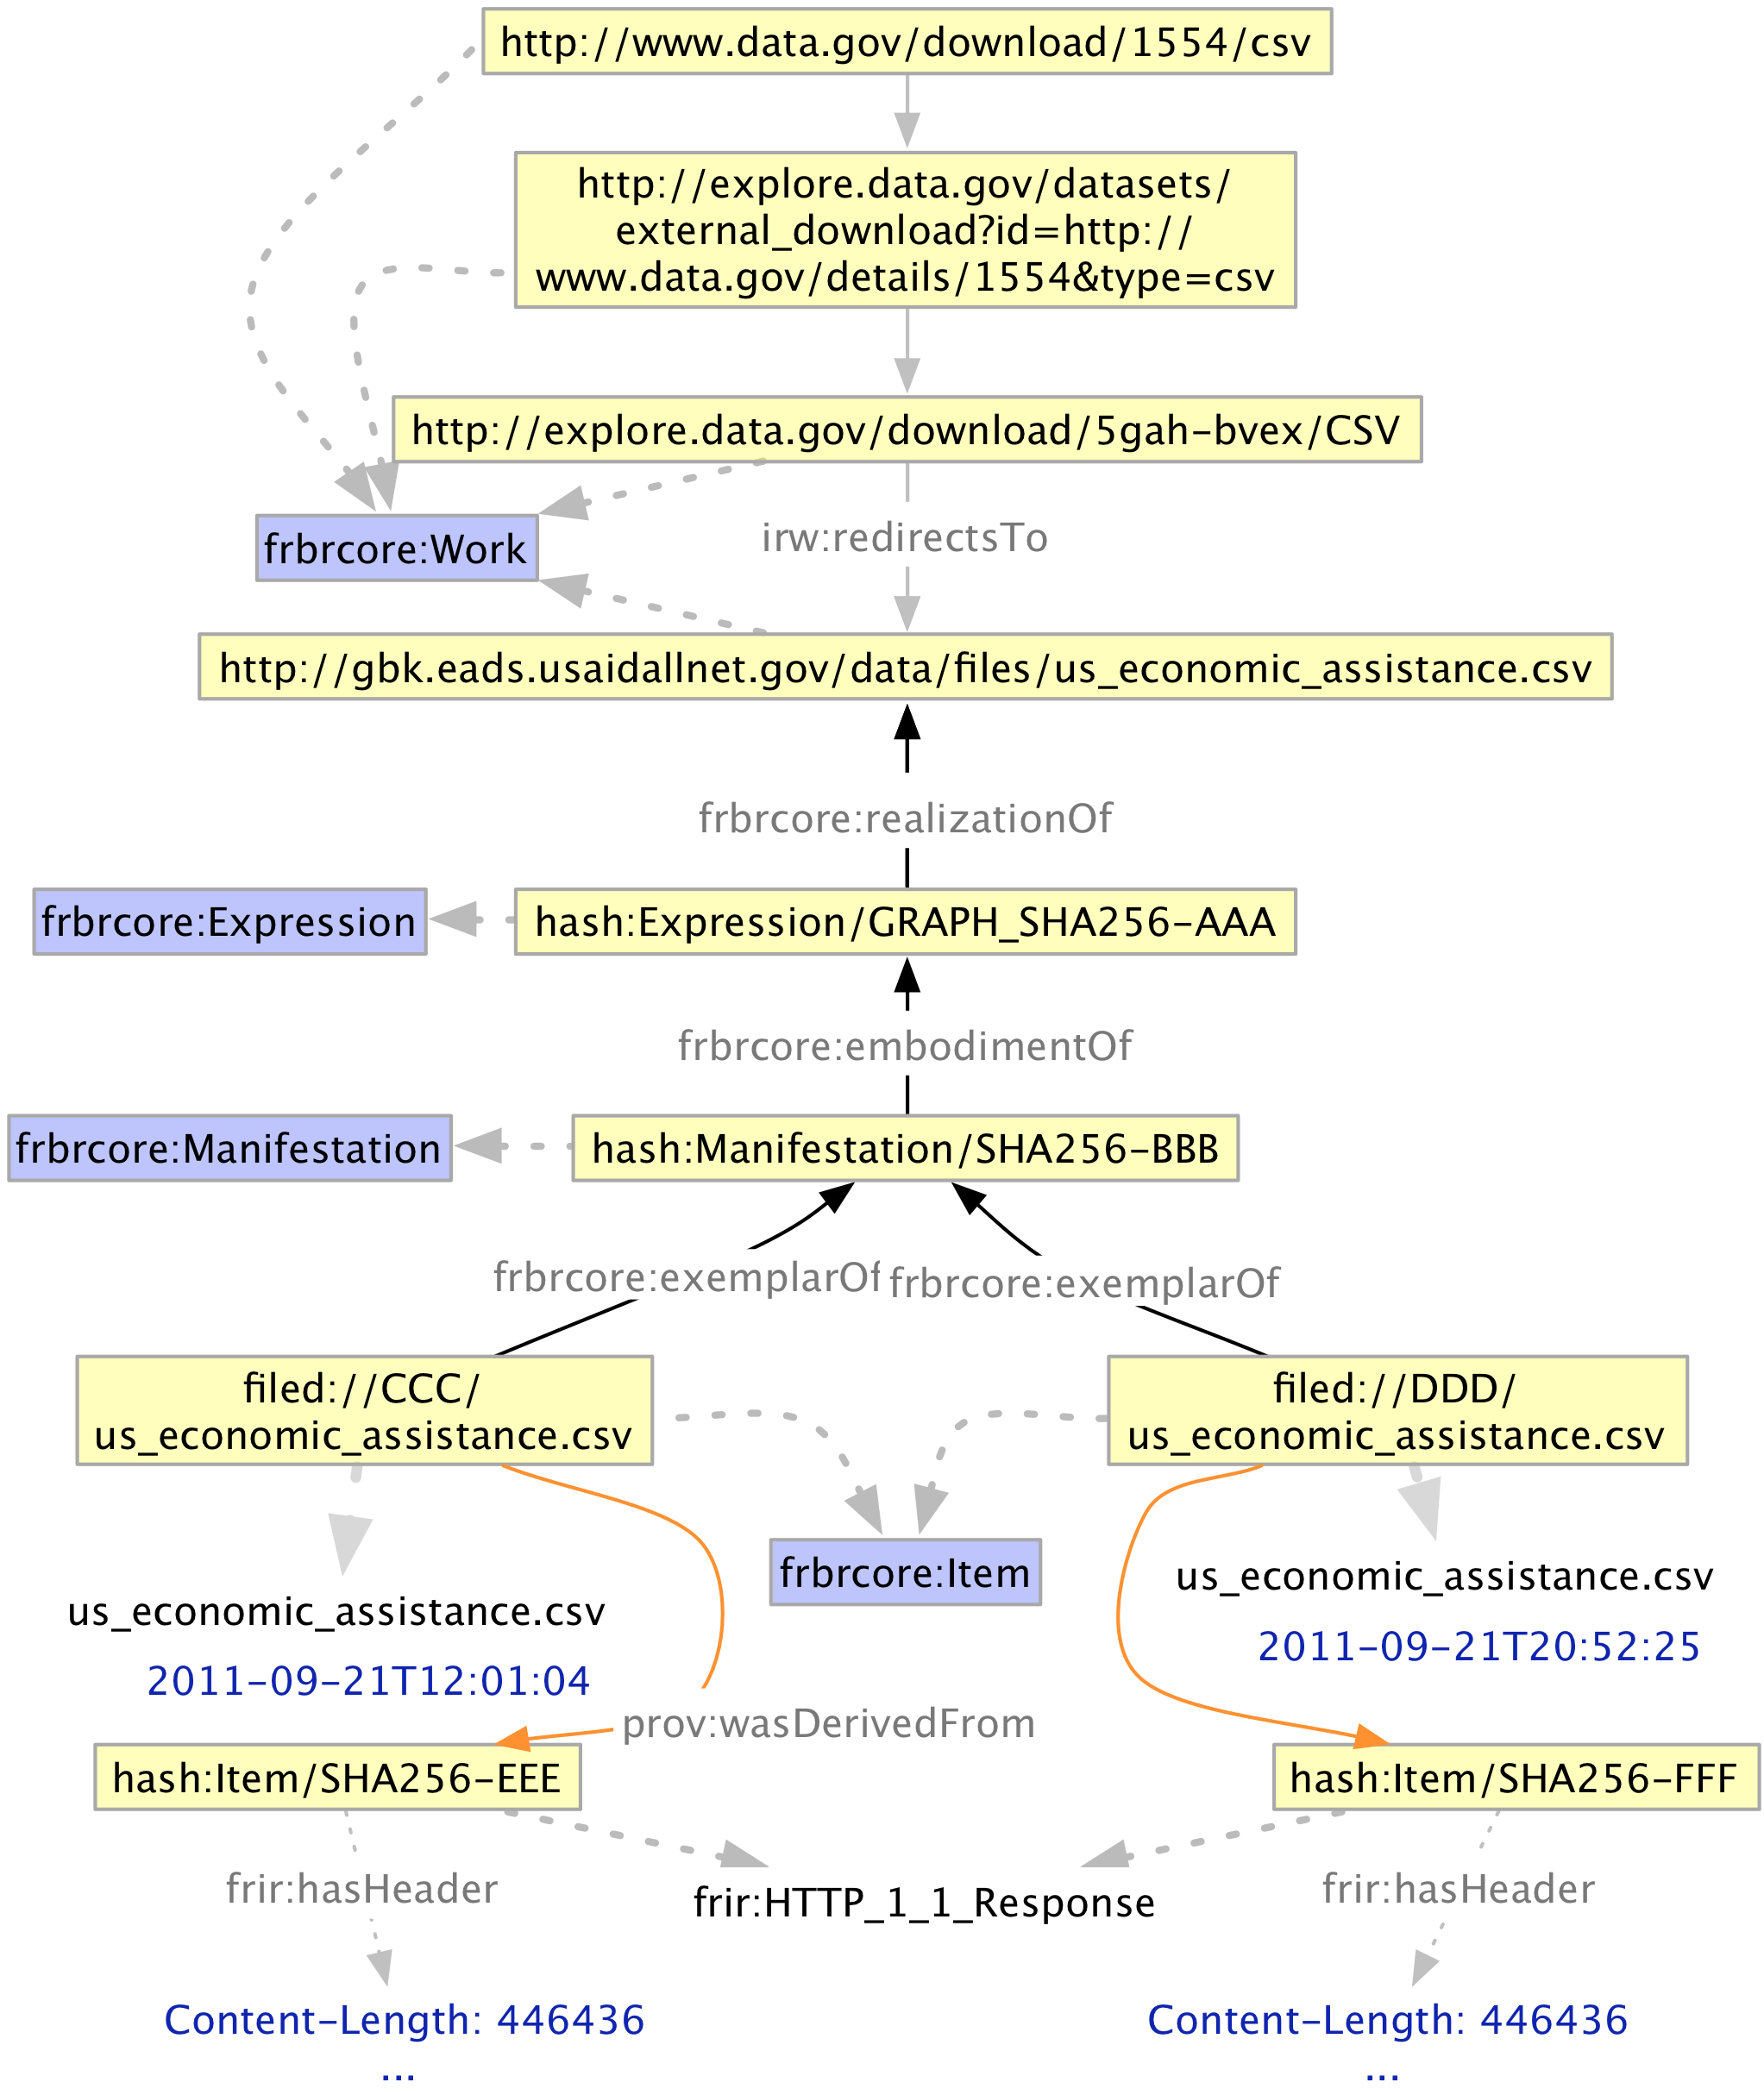 http://www.data.gov/download/1554/csv
http://explore.data.gov/datasets/
external_download?id=http://
www.data.gov/details/1554&type=csv
http://explore.data.gov/download/5gah-bvex/CSV
irw:redirectsTo
frbrcore:Work
http://gbk.eads.usaidallnet.gov/data/files/us_economic_assistance.csv
frbrcore:realizationOf
frbrcore:Expression
hash:Expression/GRAPH_SHA256-AAA
frbrcore:embodimentOf
frbrcore:Manifestation
hash:Manifestation/SHA256-BBB
frbrcore:exemplarOf
frbrcore:exemplarOf
filed://CCC/
us_economic_assistance.csv
filed://DDD/
us_economic_assistance.csv
frbrcore:Item
us_economic_assistance.csv
2011-09-21T12:01:04
us_economic_assistance.csv
2011-09-21T20:52:25
prov:wasDerivedFrom
hash:Item/SHA256-EEE
hash:Item/SHA256-FFF
frir:hasHeader
frir:HTTP_1_1_Response
frir:hasHeader
Content-Length: 446436
...
Content-Length: 446436
...